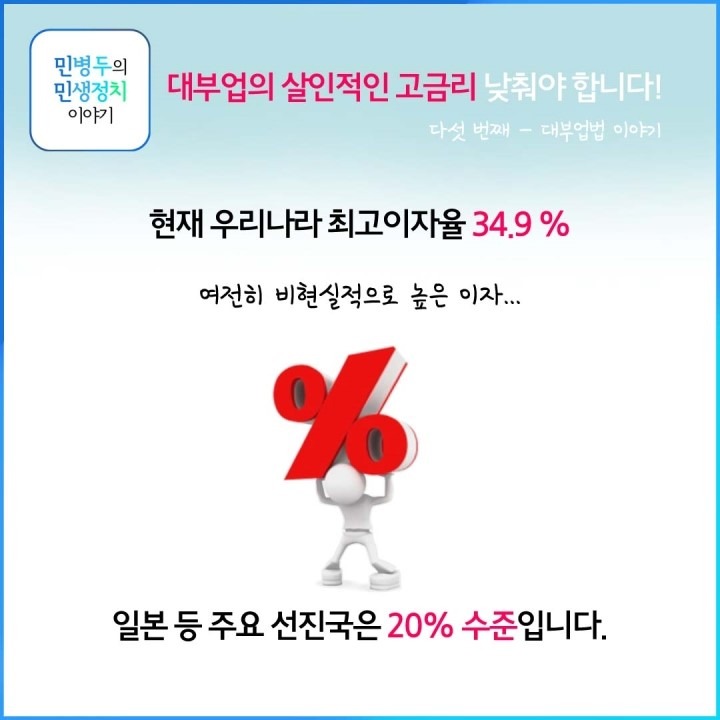 민병두의
민생정치
이야기
대부업의 살인적인 고금리 낮춰야 합니다!
다섯 번째 - 대부업법 이야기
현재 우리나라 최고이자율 34.9 %
여전히 비현실적으로 높은 이자...
%
일본 등 주요 선진국은 20% 수준입니다.